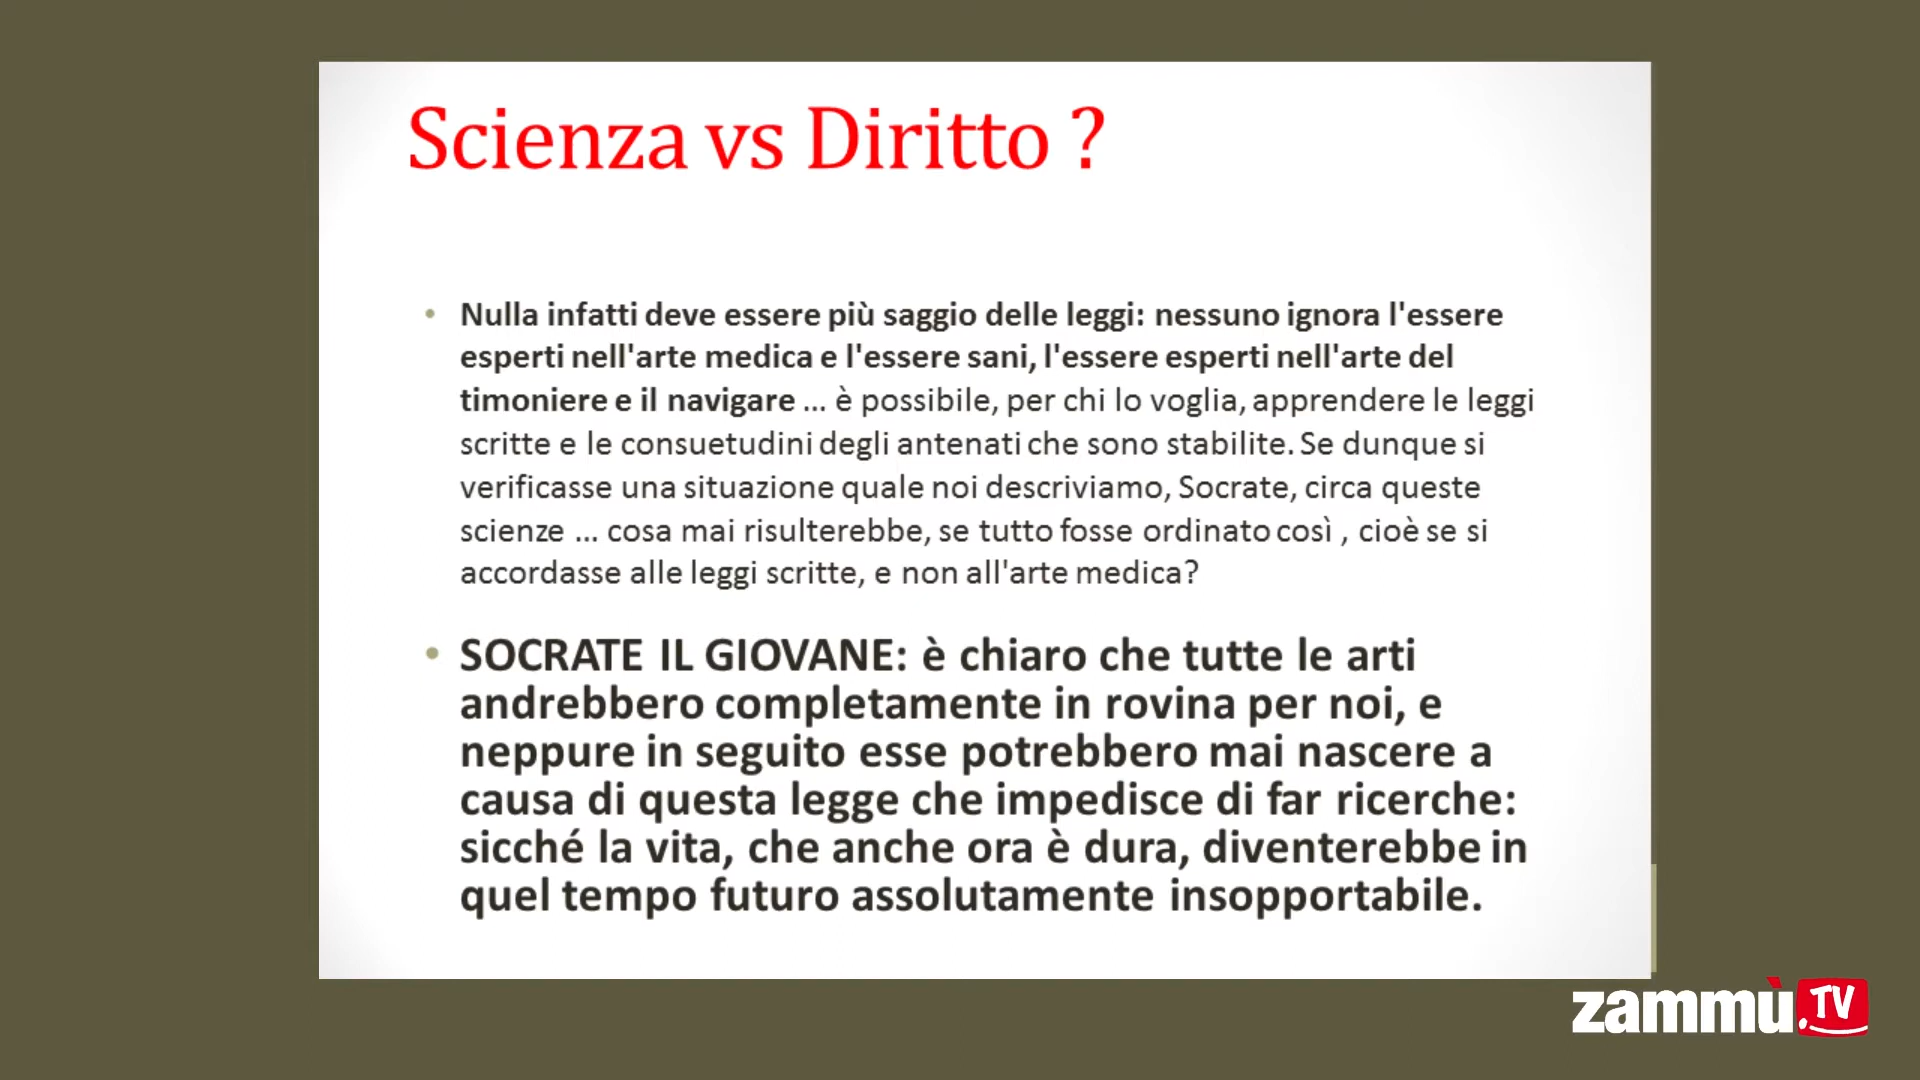 Scienza vs Diritto ?
• Nulla infatti deve essere più saggio delle leggi: nessuno ignora l'essere
esperti nell'arte medica e l'essere sani, l'essere esperti nell'arte del
timoniere e il navigare ... è possibile, per chi lo voglia, apprendere le leggi
scritte e le consuetudini degli antenati che sono stabilite. Se dunque si
verificasse una situazione quale noi descriviamo, Socrate, circa queste
scienze ... cosa mai risulterebbe, se tutto fosse ordinato così , cioè se si
accordasse alle leggi scritte, e non all'arte medica?
• SOCRATE IL GIOVANE: è chiaro che tutte le arti
andrebbero completamente in rovina per noi, e
neppure in seguito esse potrebbero mai nascere a
causa di questa legge che impedisce di far ricerche:
sicché la vita, che anche ora è dura, diventerebbe in
quel tempo futuro assolutamente insopportabile.
zammù.TV